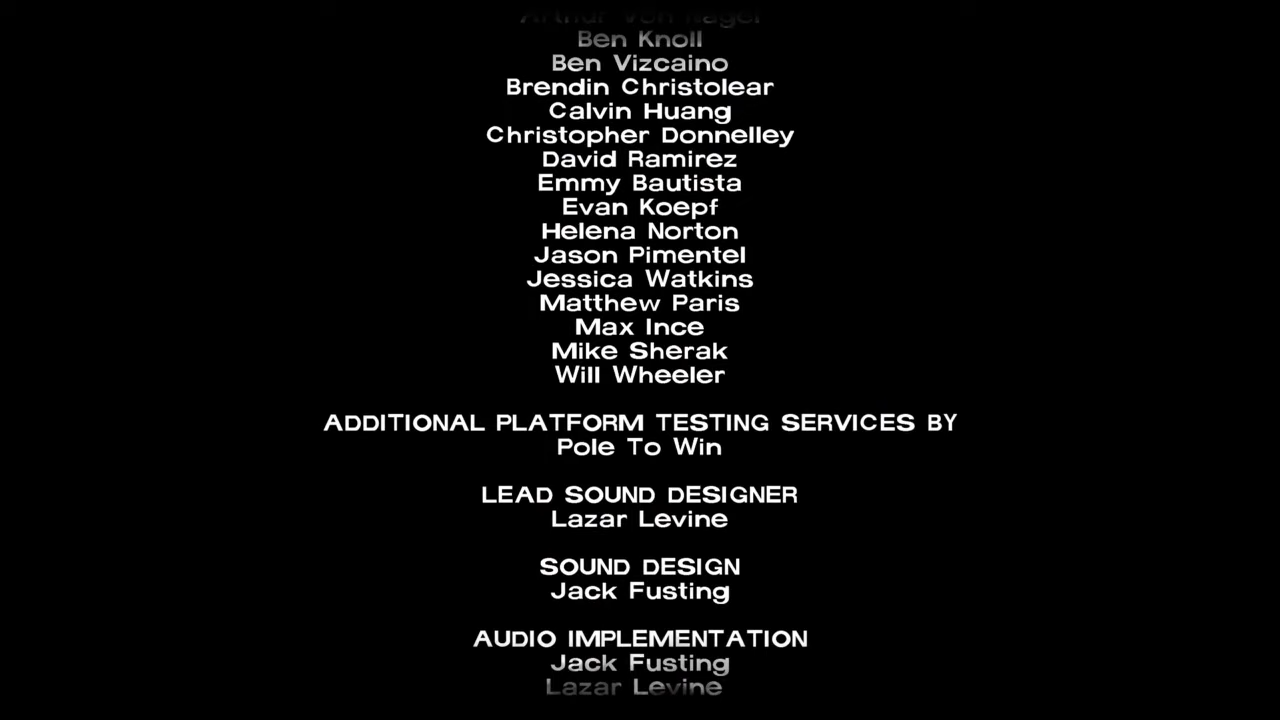 Ben Knoll
Ben Vizcaino
Brendin Christolear
Calvin Huang
Christopher Donnelley
David Ramirez
Emmy Bautista
Evan Koepf
Helena Norton
Jason Pimentel
Jessica Watkins
Matthew Paris
Max Ince
Mike Sherak
Will Wheeler
ADDITIONAL PLATFORM TESTING SERVICES BY
Pole To Win
LEAD SOUND DESIGNER
Lazar Levine
SOUND DESIGN
Jack Fusting
AUDIO IMPLEMENTATION
Jack Fusting
Lazar Levine